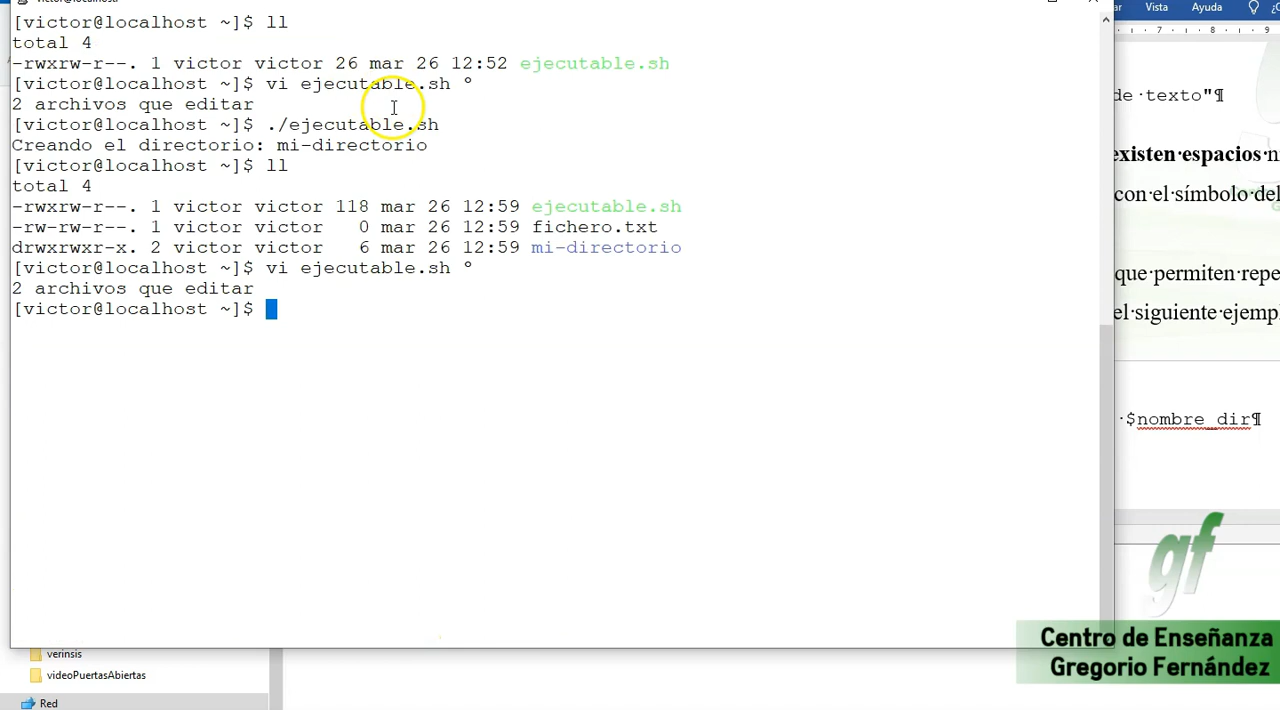 [victor@localhost ~]$ ll
total 4
-rwxrw-r--. 1 victor victor 26 mar 26 12:52 ejecutable.sh
[victor@localhost ~]$ vi ejecutable.sh °
2 archivos que editar
[victor@localhost ~]$ ./ejecutable.sh
Creando el directorio: mi-directorio
[victor@localhost ~]$ ll
total 4
-rwxrw-r--. 1 victor victor 118 mar 26 12:59 ejecutable.sh
-rw-rw-r--. 1 victor victor   0 mar 26 12:59 fichero.txt
drwxrwxr-x. 2 victor victor   6 mar 26 12:59 mi-directorio
[victor@localhost ~]$ vi ejecutable.sh °
2 archivos que editar
[victor@localhost ~]$
Vista Ayuda
7 8 9
de texto"¶
existen·espacios·
con·el·símbolo·del
que·permiten·repe
el·siguiente·ejemp
·$nombre_dir¶
gf
Centro de Enseñanza
Gregorio Fernández
verinsis
videoPuertasAbiertas
Red